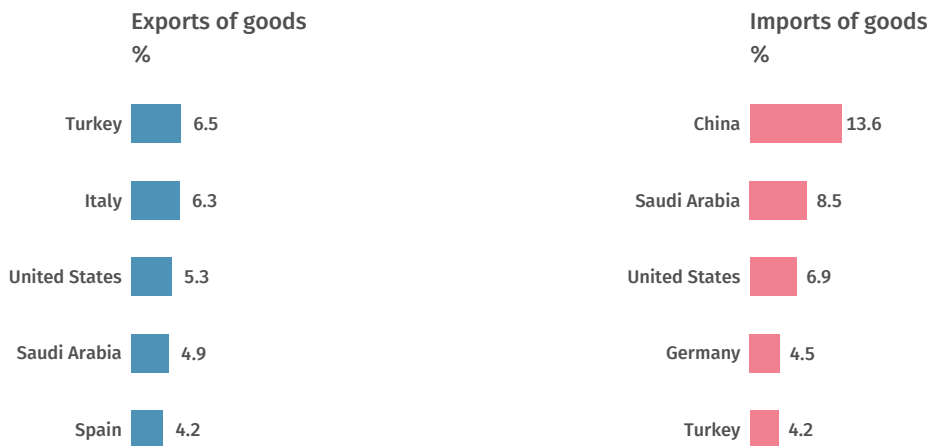 Exports of goods
%
Turkey 6.5
Italy 6.3
United States 5.3
Saudi Arabia 4.9
Spain 4.2
Imports of goods
%
China 13.6
Saudi Arabia 8.5
United States 6.9
Germany 4.5
Turkey 4.2